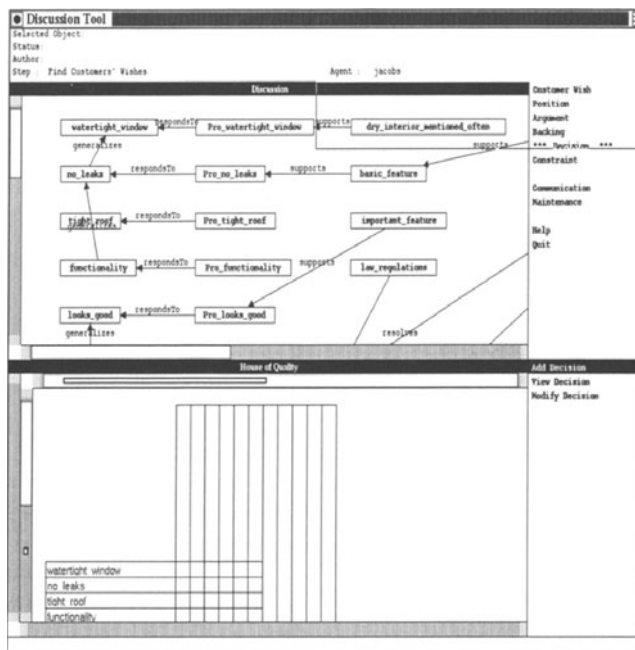 Discussion Tool
Selected Object:
Status:
Author:
Step : Find Customers' Wishes Agent : jacobs
Discussion
Customer Wish
Position
Argument
Backing
*** Decision ***
Constraint
Communication
Maintenance
Help
Quit
watertight_window respondsTo Pro_watertight_window supports dry_interior_mentioned_often
generalizes supports
no_leaks respondsTo Pro_no_leaks supports basic_feature
tight_roof respondsTo Pro_tight_roof important_feature
functionality respondsTo Pro_functionality supports law_regulations
looks_good respondsTo Pro_looks_good
generalizes resolves
House of Quality
Add Decision
View Decision
Modify Decision
watertight window
no leaks
tight roof
functionality